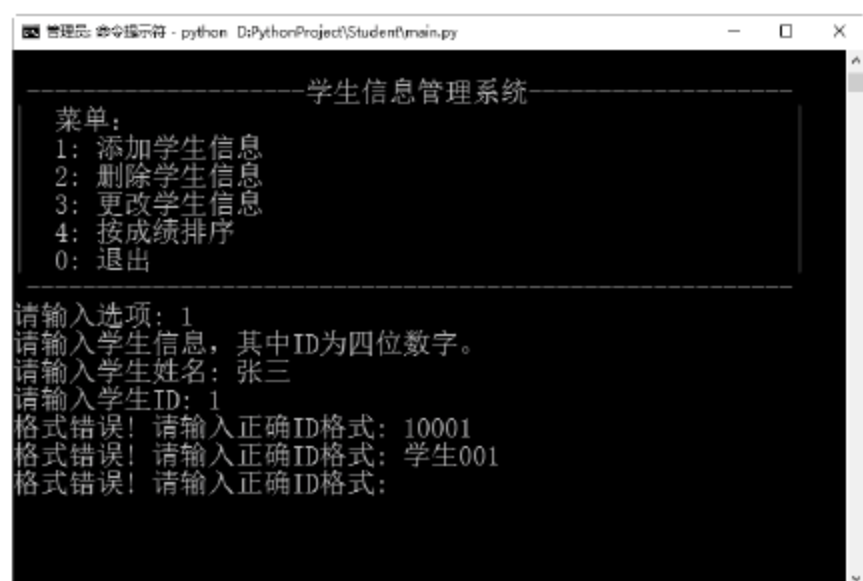 管理员: 命令提示符 - python D:PythonProject\Student\main.py
--------------------学生信息管理系统--------------------
菜单:
1: 添加学生信息
2: 删除学生信息
3: 更改学生信息
4: 按成绩排序
0: 退出
请输入选项: 1
请输入学生信息，其中ID为四位数字。
请输入学生姓名: 张三
请输入学生ID: 1
格式错误! 请输入正确ID格式: 10001
格式错误! 请输入正确ID格式: 学生001
格式错误! 请输入正确ID格式: